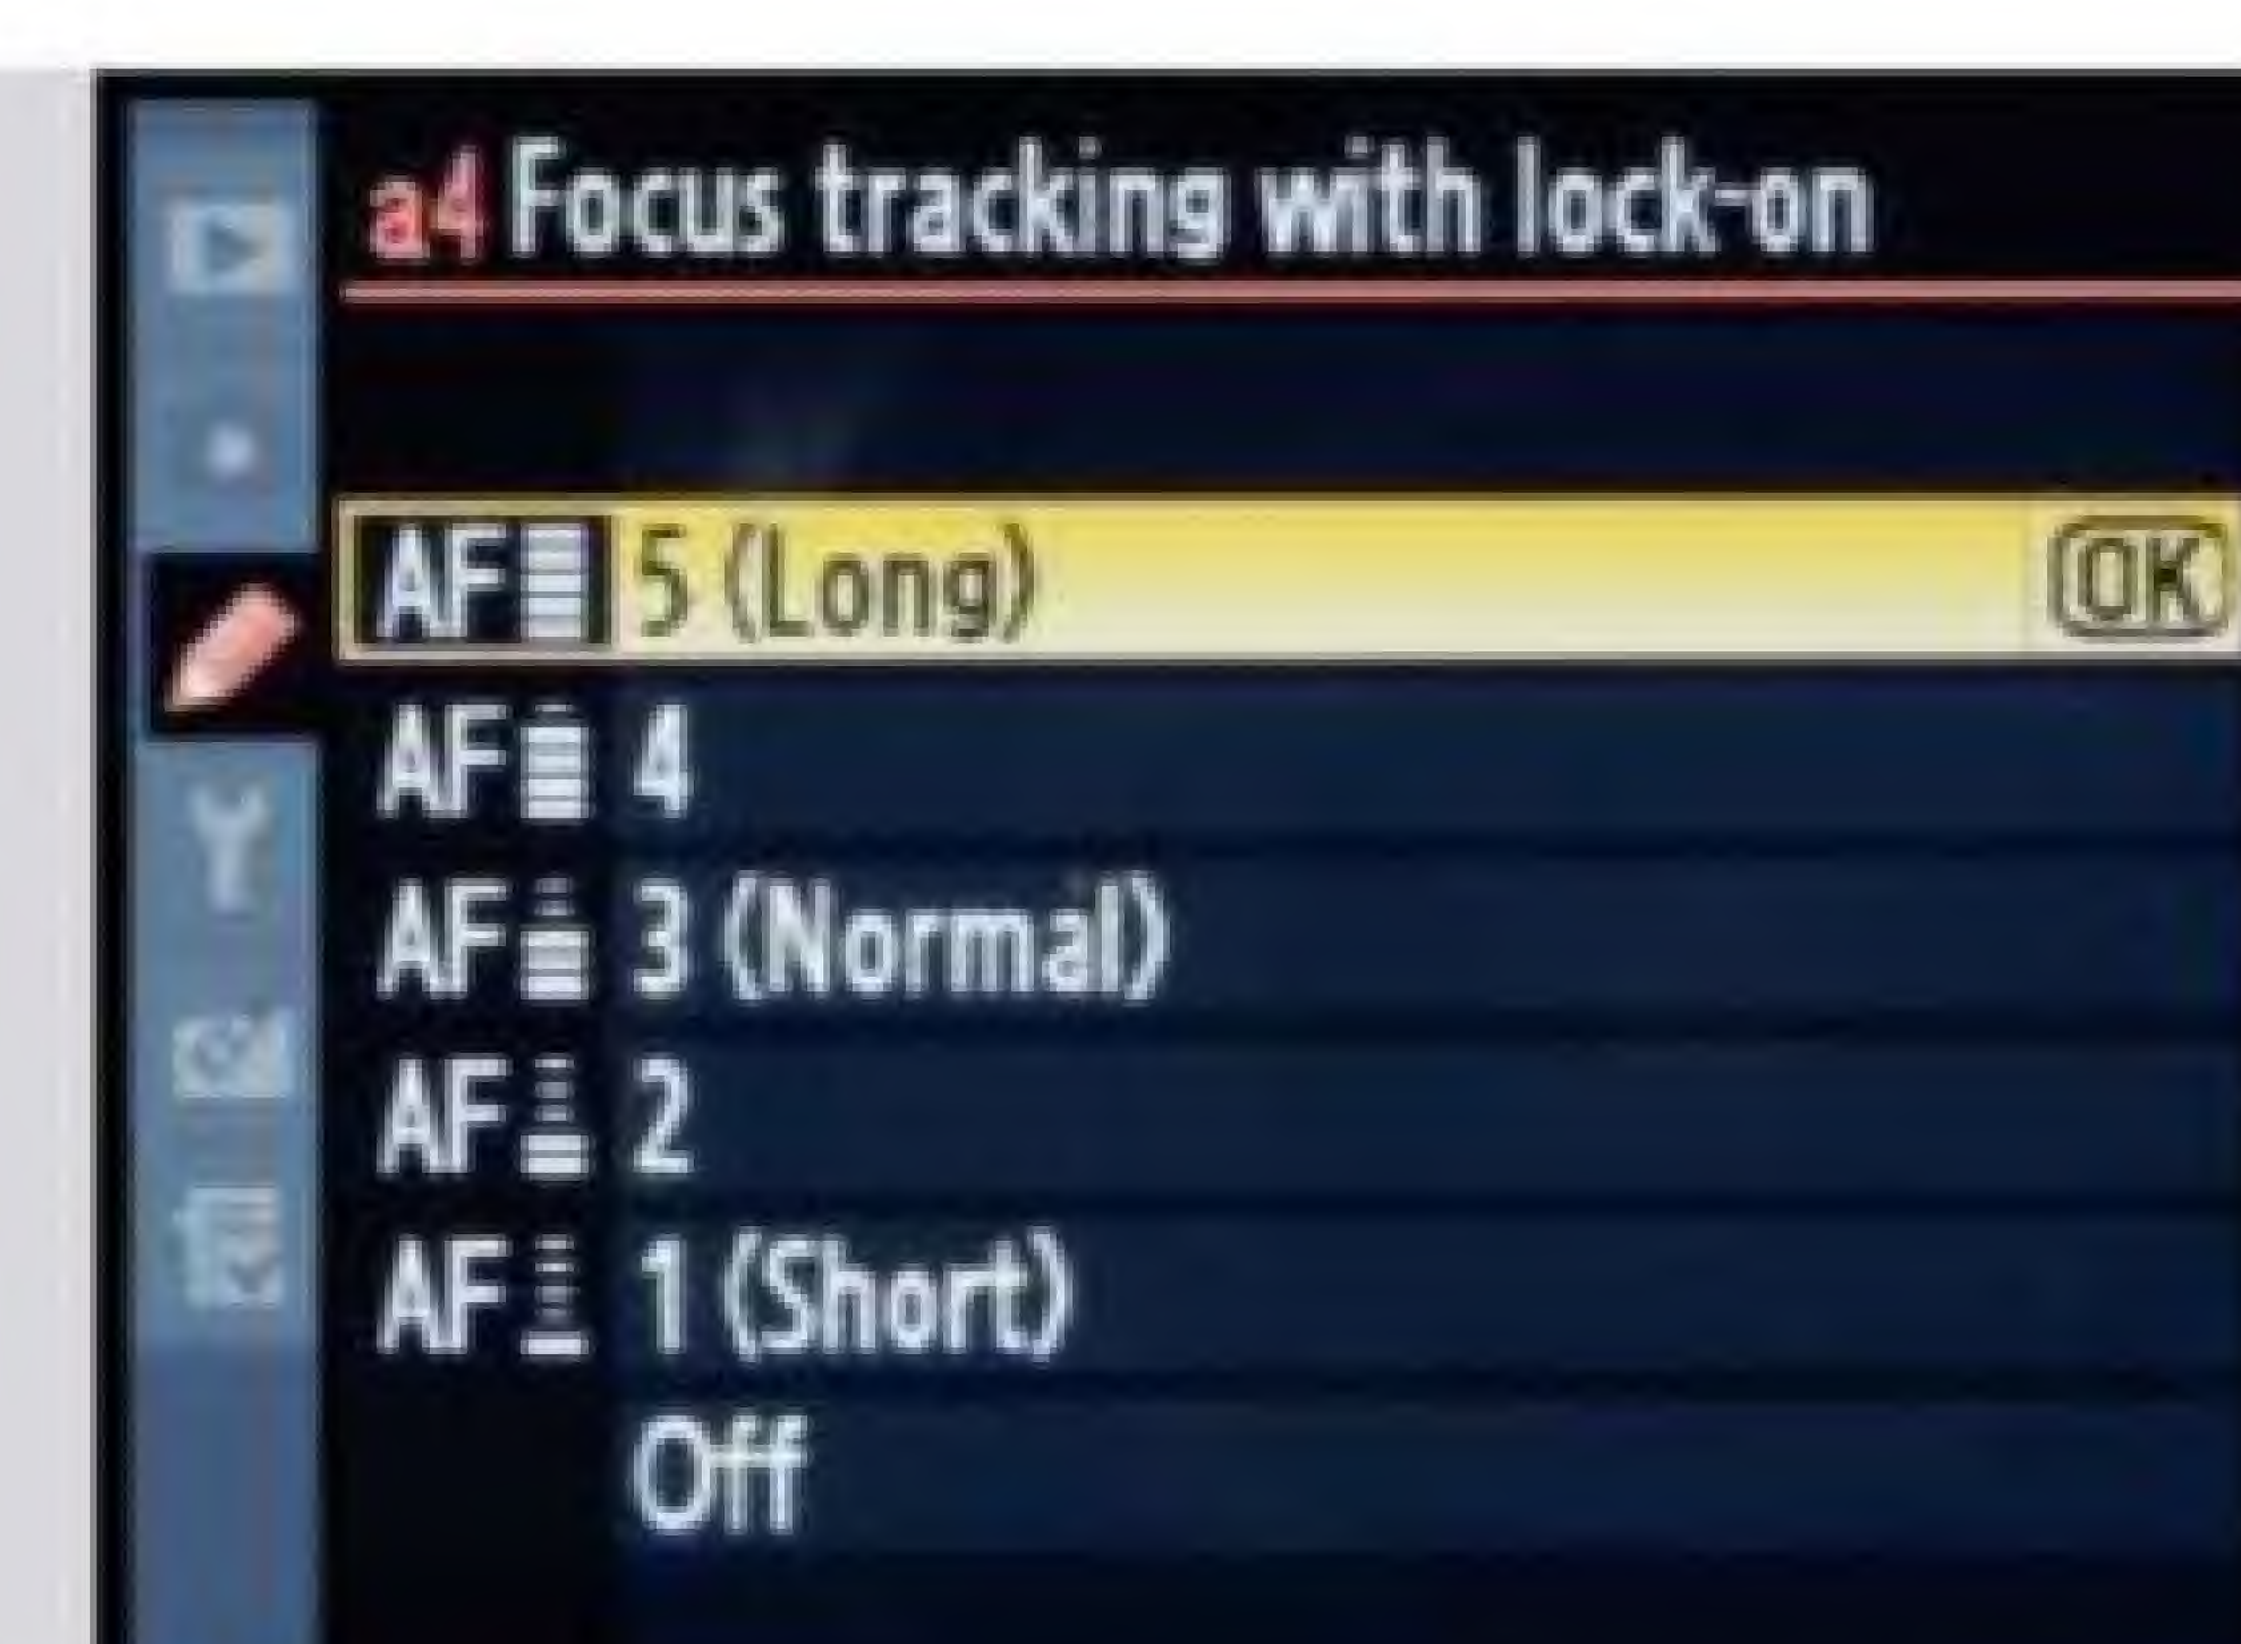 a4 Focus tracking with lock-on
AF 5 (Long) OK
AF 4
AF 3 (Normal)
AF 2
AF 1 (Short)
Off